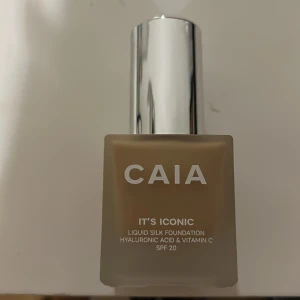 CAIA
IT'S ICONIC
LIQUID SILK FOUNDATION
HYALURONIC ACID & VITAMIN C
SPF 20